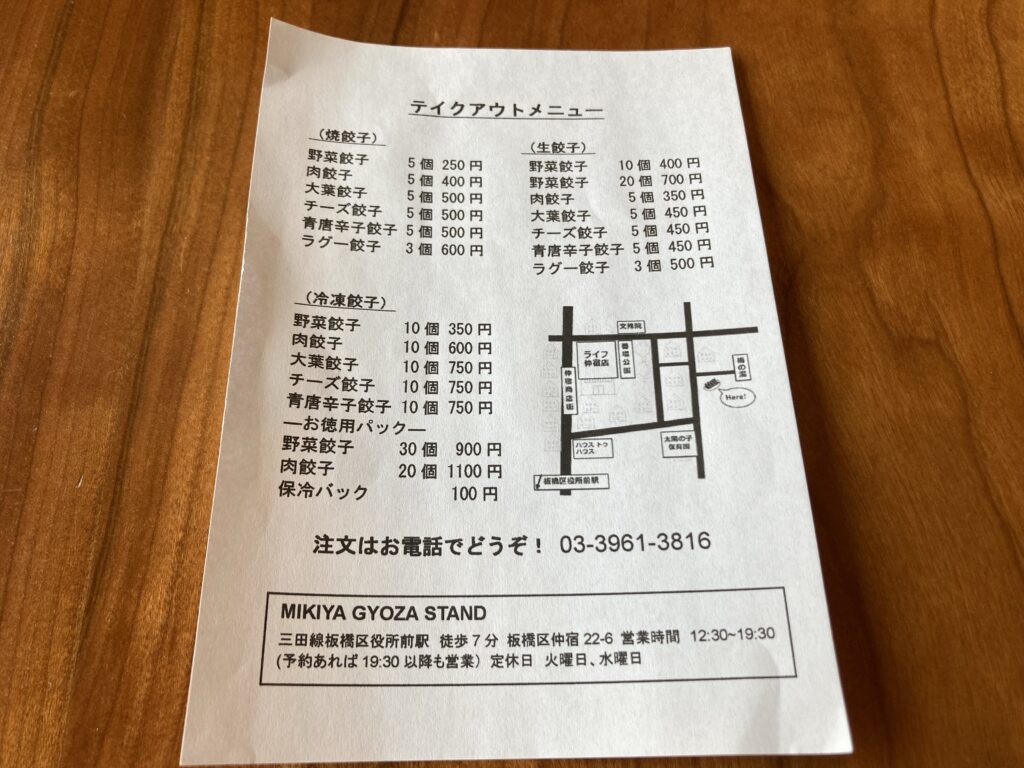 テイクアウトメニュー
(焼餃子)
野菜餃子 5個 250円
肉餃子 5個 400円
大葉餃子 5個 500円
チーズ餃子 5個 500円
青唐辛子餃子 5個 500円
ラグー餃子 3個 600円
(生餃子)
野菜餃子 10個 400円
野菜餃子 20個 700円
肉餃子 5個 350円
大葉餃子 5個 450円
チーズ餃子 5個 450円
青唐辛子餃子 5個 450円
ラグー餃子 3個 500円
(冷凍餃子)
野菜餃子 10個 350円
肉餃子 10個 600円
大葉餃子 10個 750円
チーズ餃子 10個 750円
青唐辛子餃子 10個 750円
―お徳用パック―
野菜餃子 30個 900円
肉餃子 20個 1100円
保冷バック 100円
文殊院
ライフ
仲宿店
番場公園
仲宿商店街
梅の湯
Here!
ハウス トゥ
ハウス
太陽の子
保育園
板橋区役所前駅
注文はお電話でどうぞ! 03-3961-3816
MIKIYA GYOZA STAND
三田線板橋区役所前駅 徒歩7分 板橋区仲宿22-6 営業時間 12:30~19:30
(予約あれば19:30以降も営業) 定休日 火曜日、水曜日